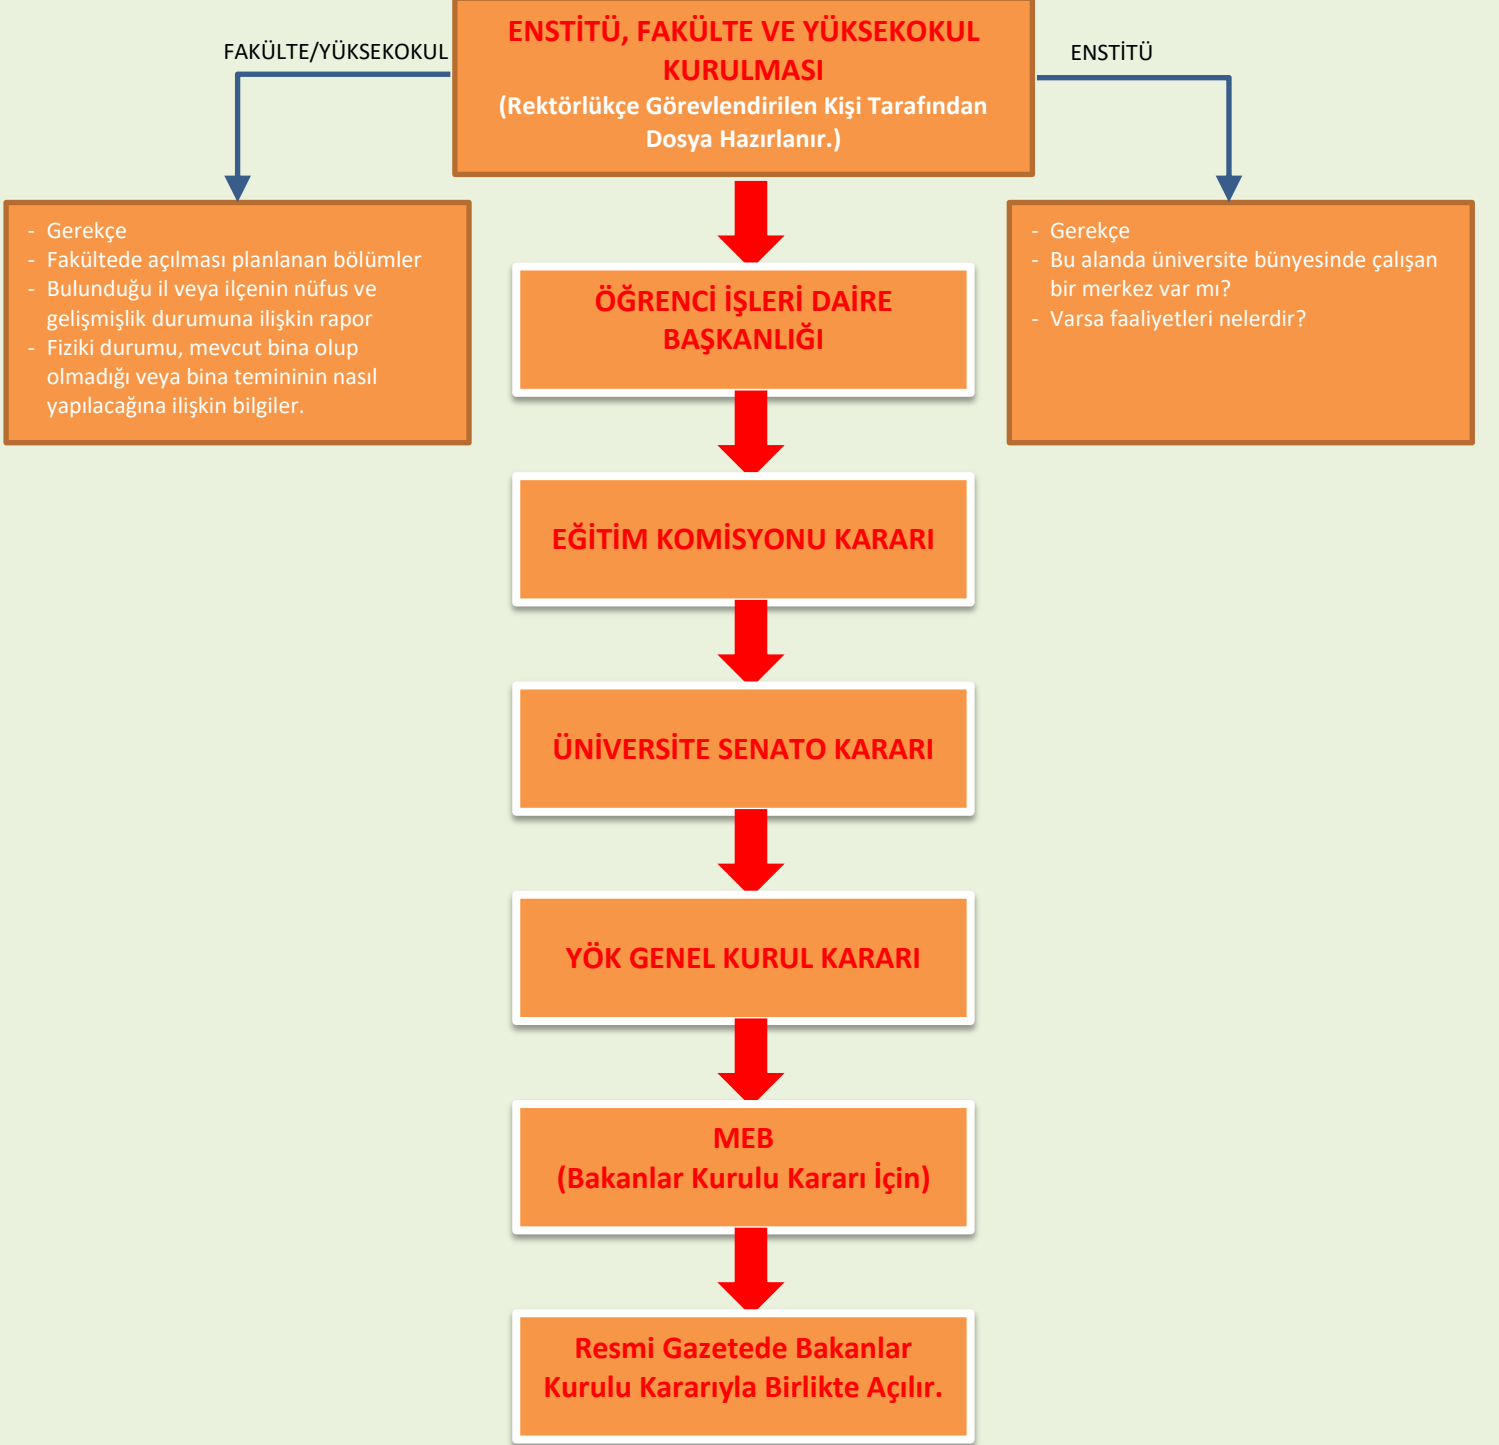 FAKÜLTE/YÜKSEKOKUL
ENSTİTÜ, FAKÜLTE VE YÜKSEKOKUL
KURULMASI
(Rektörlükçe Görevlendirilen Kişi Tarafından
Dosya Hazırlanır.)
ENSTİTÜ
- Gerekçe
- Fakültede açılması planlanan bölümler
- Bulunduğu il veya ilçenin nüfus ve
gelişmişlik durumuna ilişkin rapor
- Fiziki durumu, mevcut bina olup
olmadığı veya bina temininin nasıl
yapılacağına ilişkin bilgiler.
- Gerekçe
- Bu alanda üniversite bünyesinde çalışan
bir merkez var mı?
- Varsa faaliyetleri nelerdir?
ÖĞRENCİ İŞLERİ DAİRE
BAŞKANLIĞI
EĞİTİM KOMİSYONU KARARI
ÜNİVERSİTE SENATO KARARI
YÖK GENEL KURUL KARARI
MEB
(Bakanlar Kurulu Kararı İçin)
Resmi Gazetede Bakanlar
Kurulu Kararıyla Birlikte Açılır.